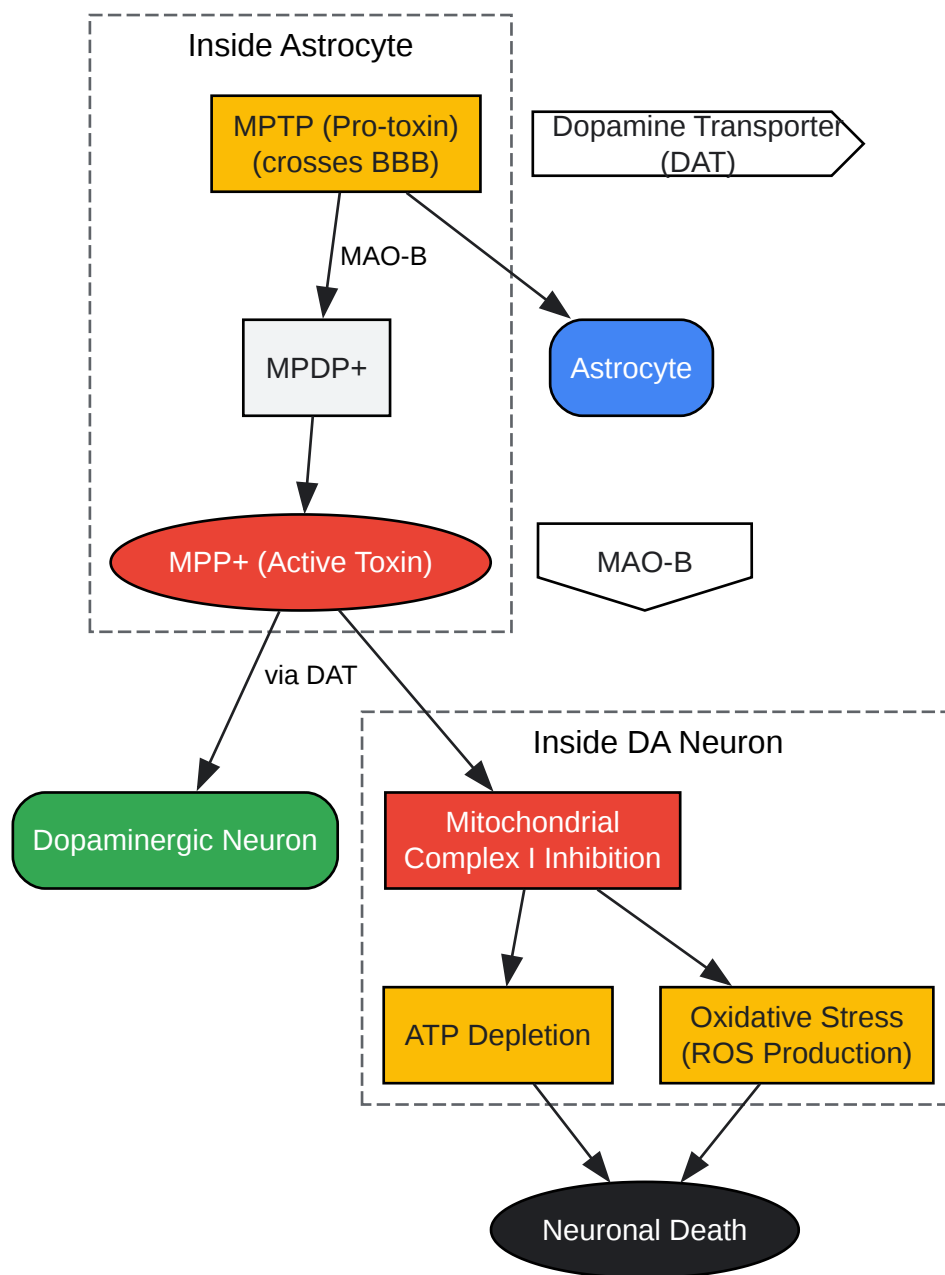 Inside Astrocyte
MPTP (Pro-toxin)
(crosses BBB)
Dopamine Transporter
(DAT)
MAO-B
MPDP+
Astrocyte
MPP+ (Active Toxin)
MAO-B
via DAT
Inside DA Neuron
Dopaminergic Neuron
Mitochondrial
Complex I Inhibition
ATP Depletion
Oxidative Stress
(ROS Production)
Neuronal Death